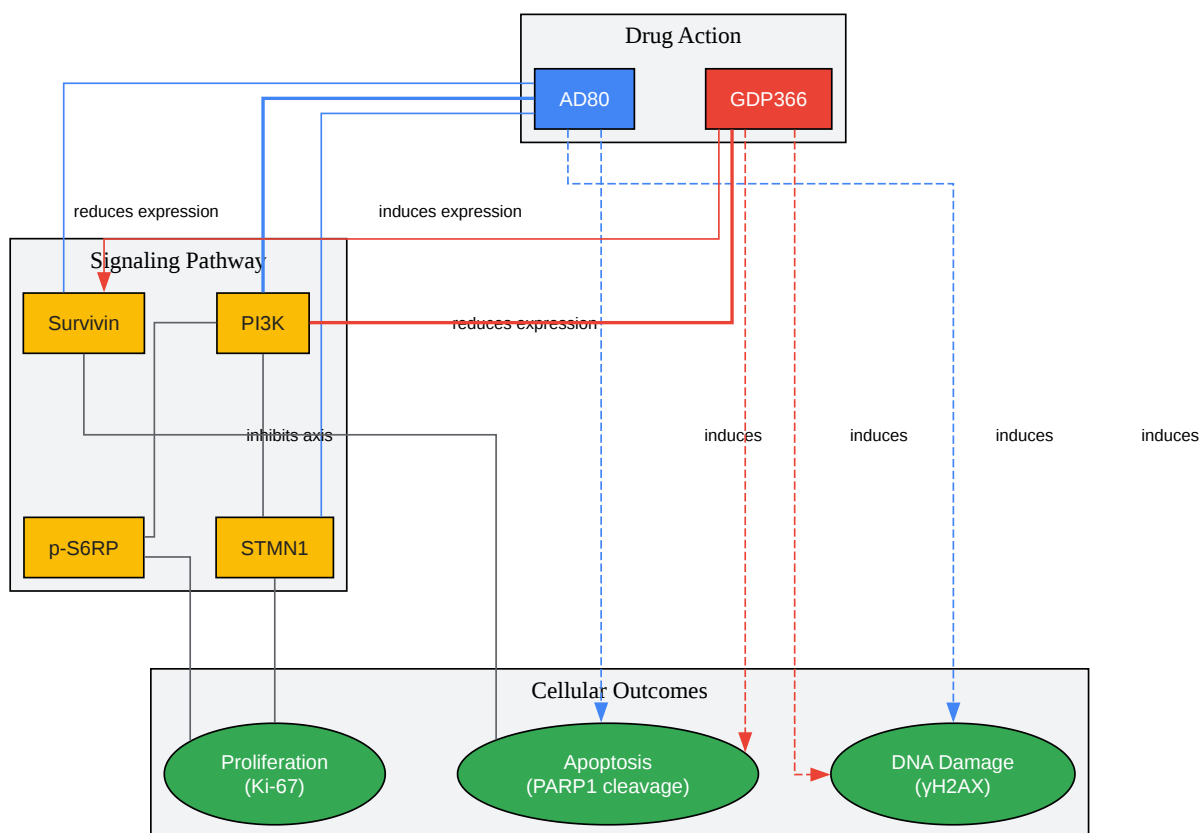 Drug Action
AD80
GDP366
reduces expression
induces expression
Signaling Pathway
Survivin
PI3K
reduces expression
inhibits axis
induces
induces
induces
induces
p-S6RP
STMN1
Cellular Outcomes
Proliferation
(Ki-67)
Apoptosis
(PARP1 cleavage)
DNA Damage
(γH2AX)